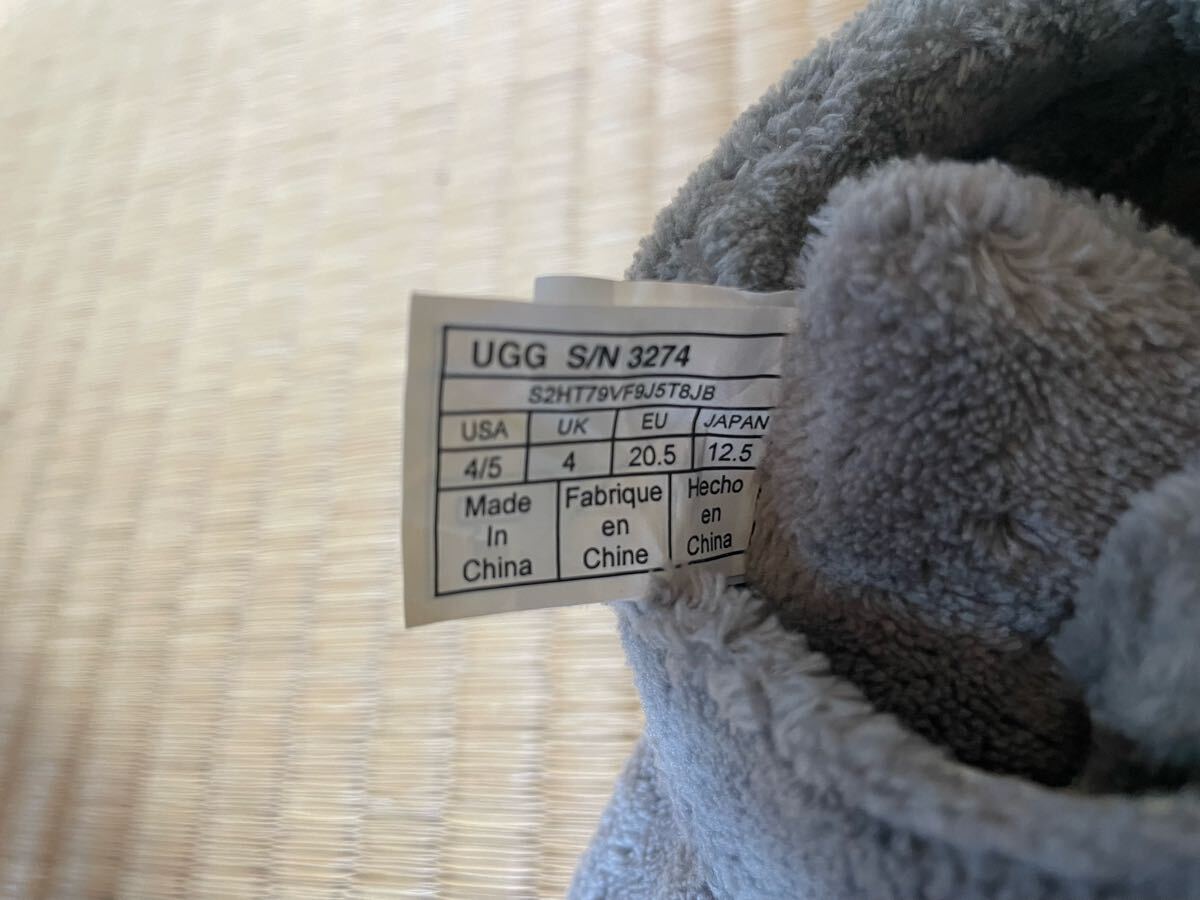 UGG S/N 3274
S2HT79VF9J5T8JB
USA UK EU JAPAN
4/5 4 20.5 12.5
Made In China
Fabrique en Chine
Hecho en China